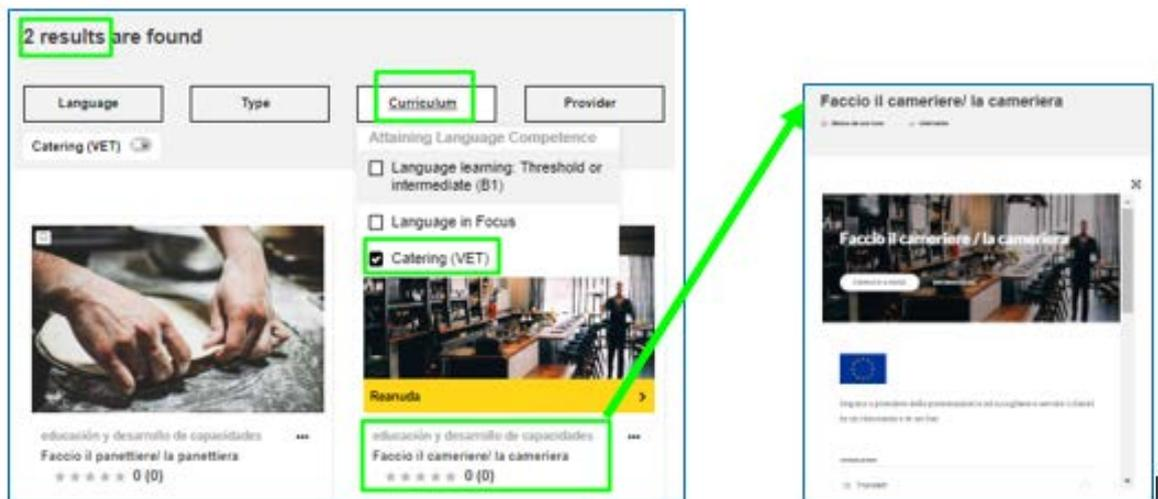 2 results are found
Language
Type
Curriculum
Provider
Catering (VET)
Attaining Language Competence
Language learning: Threshold or
intermediate (B1)
Language in Focus
Catering (VET)
Reanuda
educación y desarrollo de capacidades
Faccio il panettiere/ la panettiera
0 (0)
educación y desarrollo de capacidades
Faccio il cameriere/ la cameriera
0 (0)
Faccio il cameriere/ la cameriera
Faccio il cameriere / la cameriera